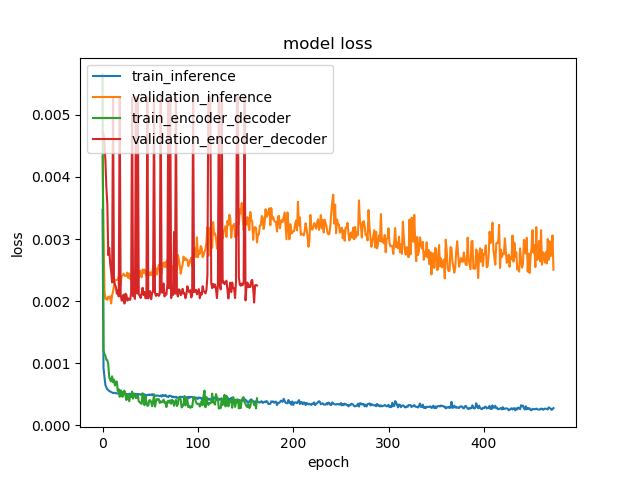 model loss
train_inference
validation_inference
train_encoder_decoder
validation_encoder_decoder
loss
0.005
0.004
0.003
0.002
0.001
0.000
0 100 200 300 400
epoch